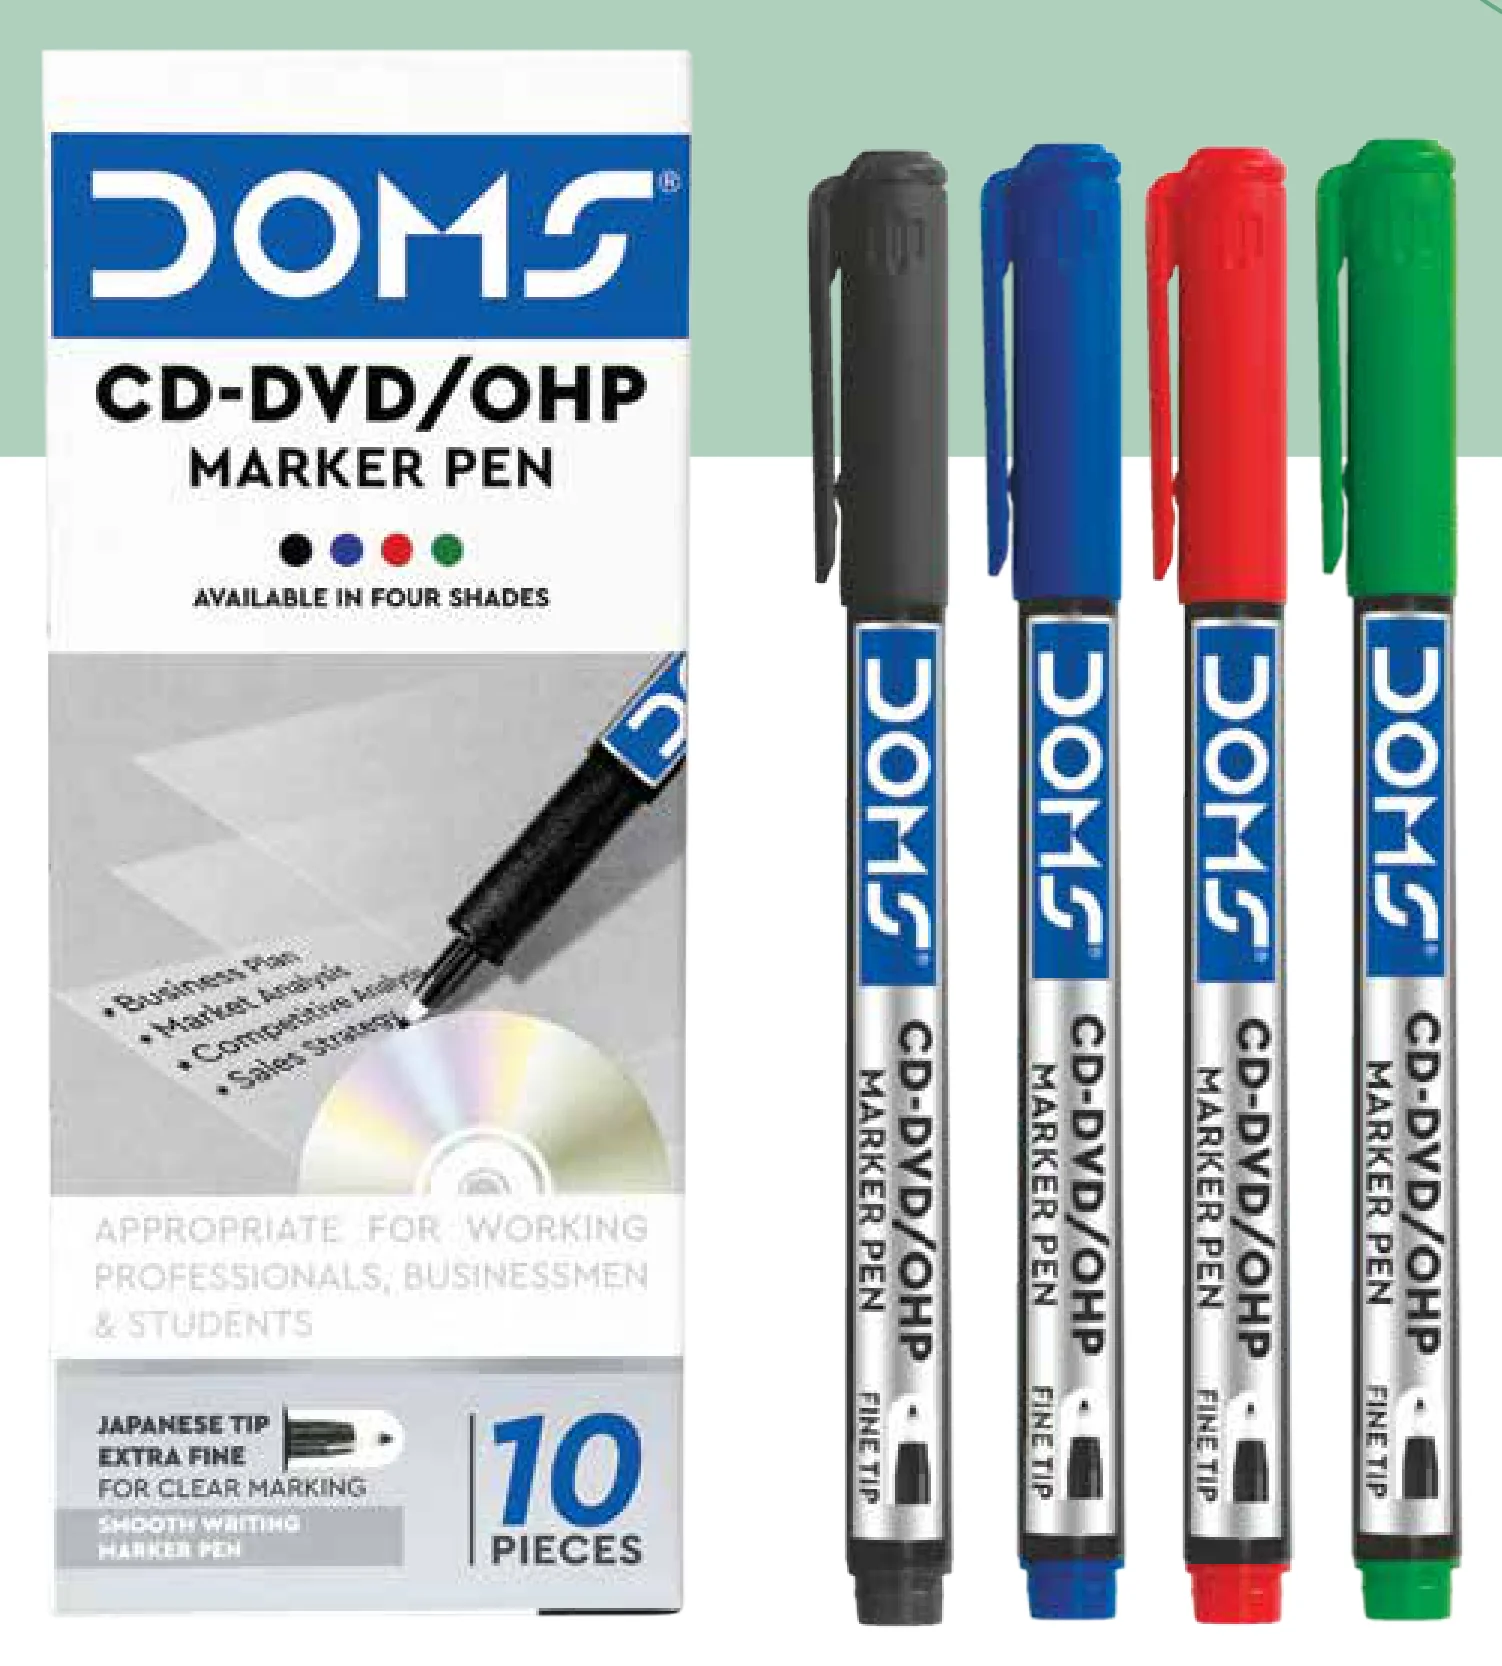 DOMS®
CD-DVD/OHP
MARKER PEN
AVAILABLE IN FOUR SHADES
• Business Plan
• Market Analysis
• Competitive Analysis
• Sales Strategy
APPROPRIATE FOR WORKING
PROFESSIONALS, BUSINESSMEN
& STUDENTS
JAPANESE TIP
EXTRA FINE
FOR CLEAR MARKING
SMOOTH WRITING
MARKER PEN
10
PIECES
DOMS®
CD-DVD/OHP
MARKER PEN
FINE TIP
DOMS®
CD-DVD/OHP
MARKER PEN
FINE TIP
DOMS®
CD-DVD/OHP
MARKER PEN
FINE TIP
DOMS®
CD-DVD/OHP
MARKER PEN
FINE TIP